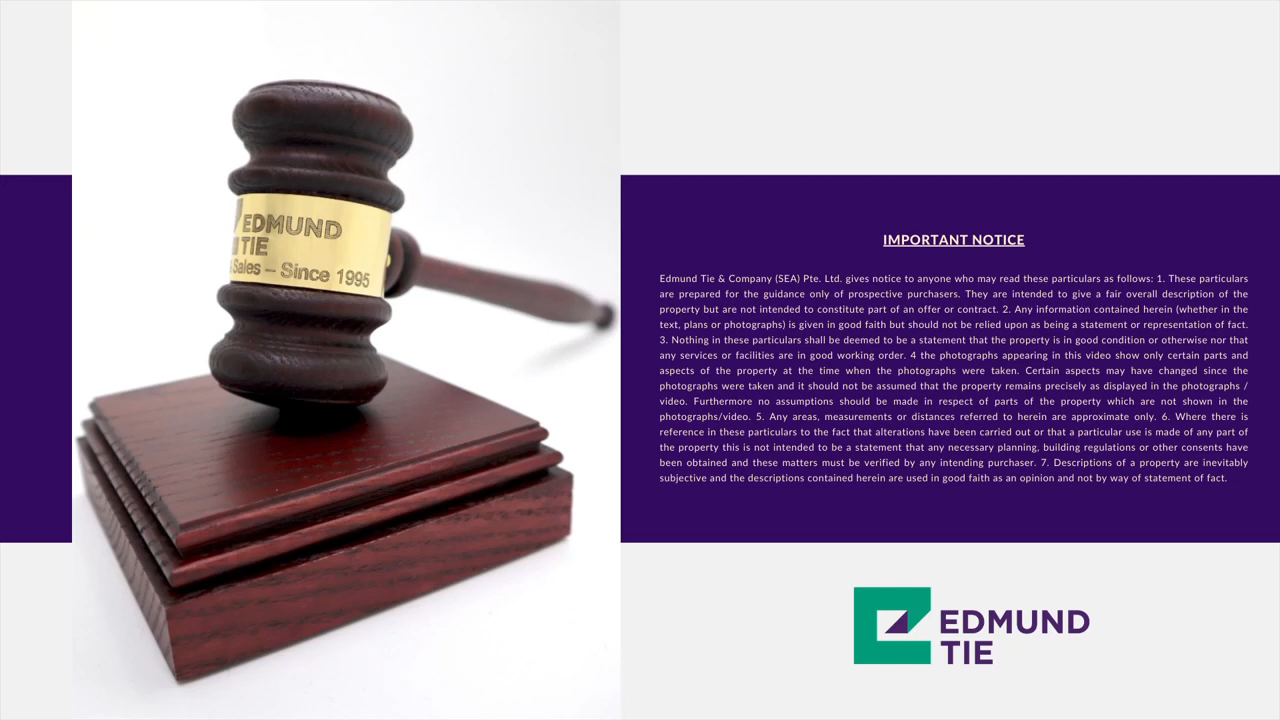 EDMUND
TIE
Sales – Since 1995
IMPORTANT NOTICE
Edmund Tie & Company (SEA) Pte. Ltd. gives notice to anyone who may read these particulars as follows: 1. These particulars
are prepared for the guidance only of prospective purchasers. They are intended to give a fair overall description of the
property but are not intended to constitute part of an offer or contract. 2. Any information contained herein (whether in the
text, plans or photographs) is given in good faith but should not be relied upon as being a statement or representation of fact.
3. Nothing in these particulars shall be deemed to be a statement that the property is in good condition or otherwise nor that
any services or facilities are in good working order. 4 the photographs appearing in this video show only certain parts and
aspects of the property at the time when the photographs were taken. Certain aspects may have changed since the
photographs were taken and it should not be assumed that the property remains precisely as displayed in the photographs /
video. Furthermore no assumptions should be made in respect of parts of the property which are not shown in the
photographs/video. 5. Any areas, measurements or distances referred to herein are approximate only. 6. Where there is
reference in these particulars to the fact that alterations have been carried out or that a particular use is made of any part of
the property this is not intended to be a statement that any necessary planning, building regulations or other consents have
been obtained and these matters must be verified by any intending purchaser. 7. Descriptions of a property are inevitably
subjective and the descriptions contained herein are used in good faith as an opinion and not by way of statement of fact.
EDMUND
TIE